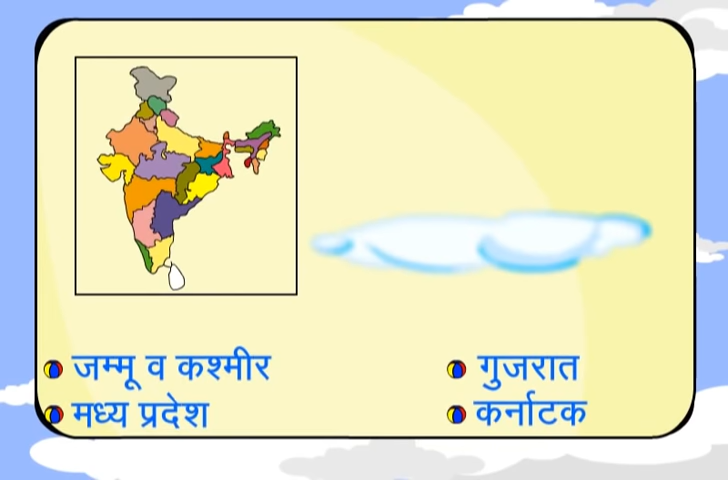 जम्मू व कश्मीर
गुजरात
मध्य प्रदेश
कर्नाटक